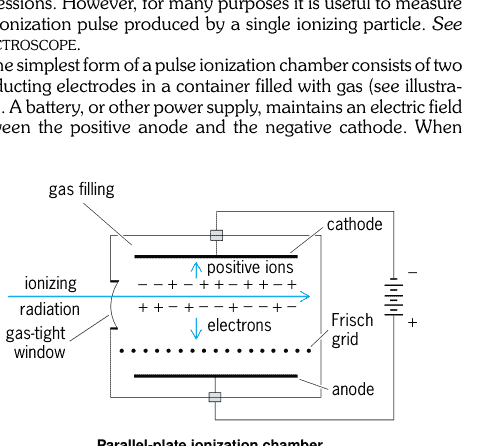 essions. However, for many purposes it is useful to measure
onization pulse produced by a single ionizing particle. See
CTROSCOPE.
he simplest form of a pulse ionization chamber consists of two
ducting electrodes in a container filled with gas (see illustra-
. A battery, or other power supply, maintains an electric field
ween the positive anode and the negative cathode. When
gas filling
cathode
positive ions
− − + − + + − + − + −
ionizing
radiation
+ + − + − − + − + − −
gas-tight
window
electrons
−
+
Frisch
grid
anode
Parallel-plate ionization chamber